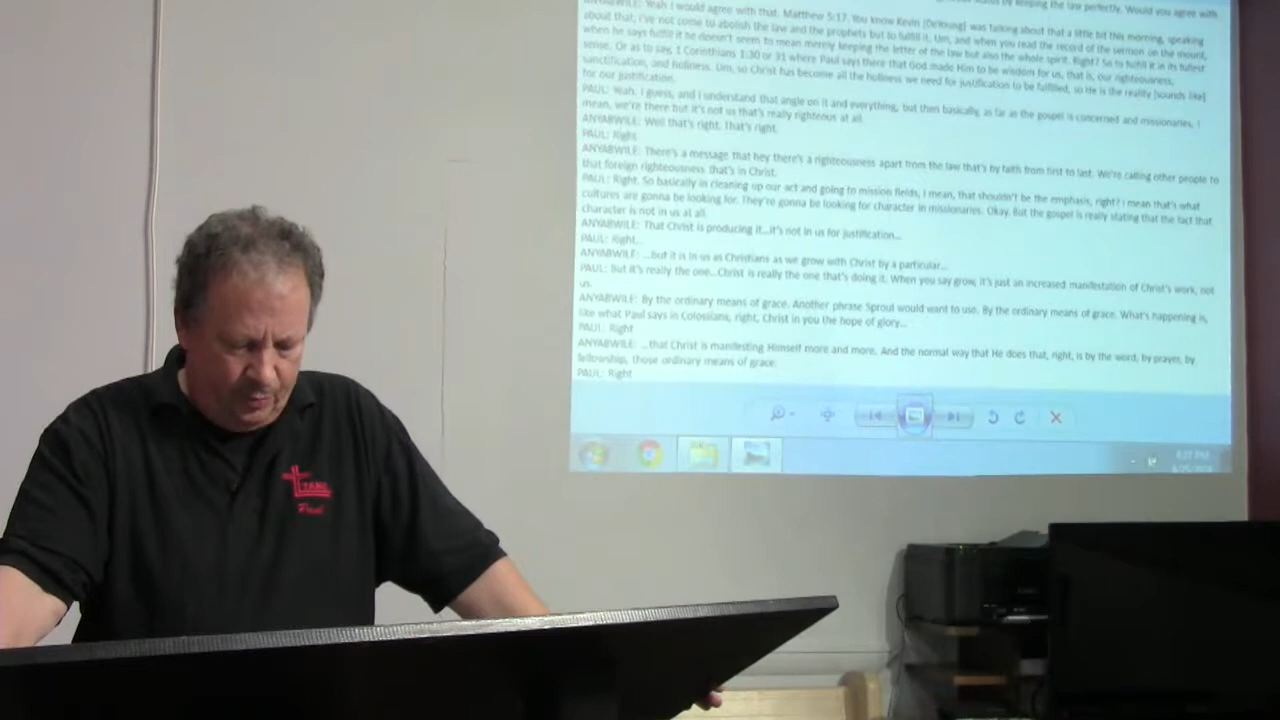 status by keeping the law perfectly. Would you agree with
ANYABWILE: Yeah I would agree with that. Matthew 5:17. You know Kevin (DeYoung) was talking about that a little bit this morning, speaking
about that, I've not come to abolish the law and the prophets but to fulfill it. Um, and when you read the record of the sermon on the mount,
when he says fulfill it he doesn't seem to mean merely keeping the letter of the law but also the whole spirit. Right? So to fulfill it in its fullest
sense. Or as to say, 1 Corinthians 1:30 or 31 where Paul says there that God made Him to be wisdom for us, that is, our righteousness,
sanctification, and holiness. Um, so Christ has become all the holiness we need for justification to be fulfilled, so He is the reality [sounds like]
for our justification.
PAUL: Yeah. I guess, and I understand that angle on it and everything, but then basically, as far as the gospel is concerned and missionaries, I
mean, we're there but it's not us that's really righteous at all.
ANYABWILE: Well that's right. That's right.
PAUL: Right.
ANYABWILE: There's a message that hey there's a righteousness apart from the law that's by faith from first to last. We're calling other people to
that foreign righteousness that's in Christ.
PAUL: Right. So basically in cleaning up our act and going to mission fields, I mean, that shouldn't be the emphasis, right? I mean that's what
cultures are gonna be looking for. They're gonna be looking for character in missionaries. Okay. But the gospel is really stating that the fact that
character is not in us at all.
ANYABWILE: That Christ is producing it...it's not in us for justification...
PAUL: Right...
ANYABWILE: ...but it is in us as Christians as we grow with Christ by a particular...
PAUL: But it's really the one...Christ is really the one that's doing it. When you say grow, it's just an increased manifestation of Christ's work, not
us.
ANYABWILE: By the ordinary means of grace. Another phrase Sproul would want to use. By the ordinary means of grace. What's happening is,
like what Paul says in Colossians, right, Christ in you the hope of glory...
PAUL: Right
ANYABWILE: ...that Christ is manifesting Himself more and more. And the normal way that He does that, right, is by the word, by prayer, by
fellowship, those ordinary means of grace.
PAUL: Right
Paul